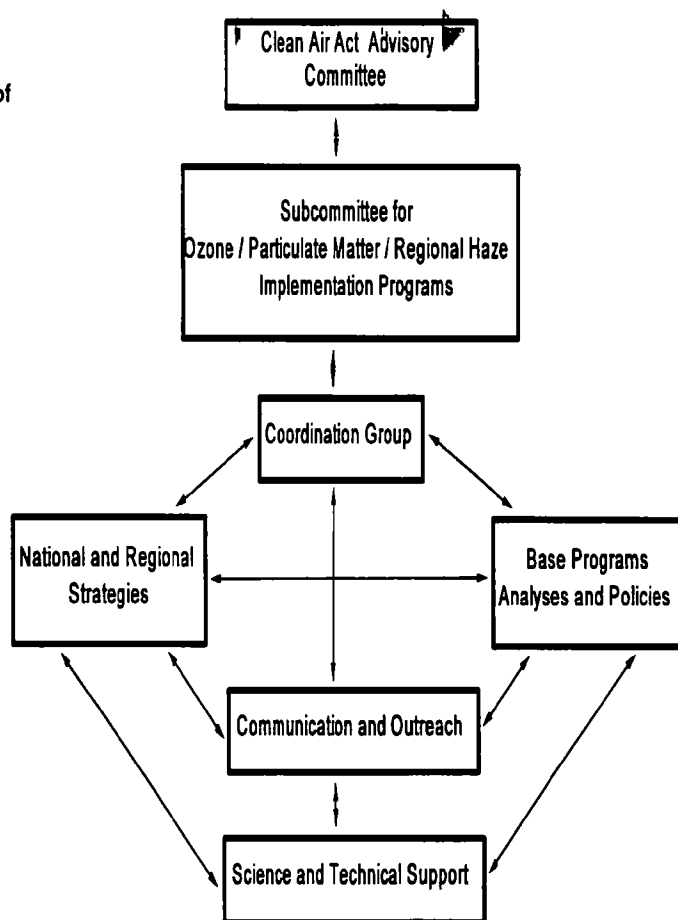 of
Clean Air Act Advisory
Committee
Subcommittee for
Ozone / Particulate Matter / Regional Haze
Implementation Programs
Coordination Group
National and Regional
Strategies
Base Programs
Analyses and Policies
Communication and Outreach
Science and Technical Support